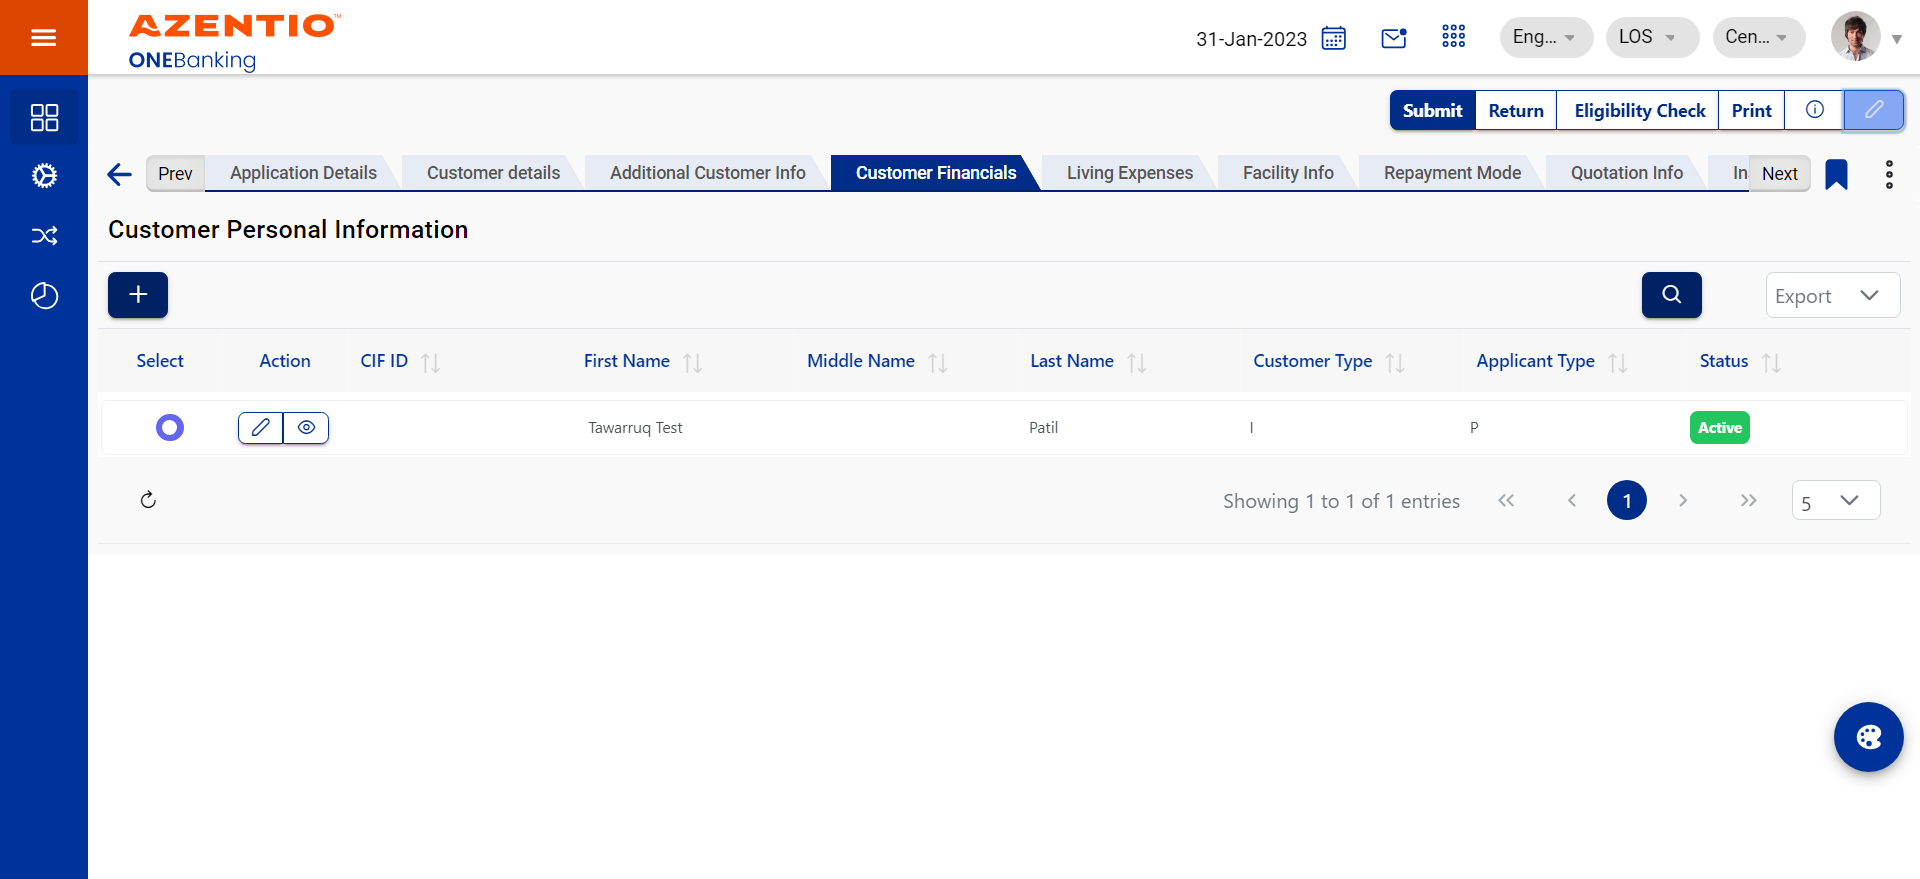 AZENTIO™
ONEBanking
31-Jan-2023
Eng...
LOS
Cen...
Submit
Return
Eligibility Check
Print
Prev
Application Details
Customer details
Additional Customer Info
Customer Financials
Living Expenses
Facility Info
Repayment Mode
Quotation Info
In
Next
Customer Personal Information
Export
Select
Action
CIF ID
First Name
Middle Name
Last Name
Customer Type
Applicant Type
Status
Tawarruq Test
Patil
I
P
Active
Showing 1 to 1 of 1 entries
1
5